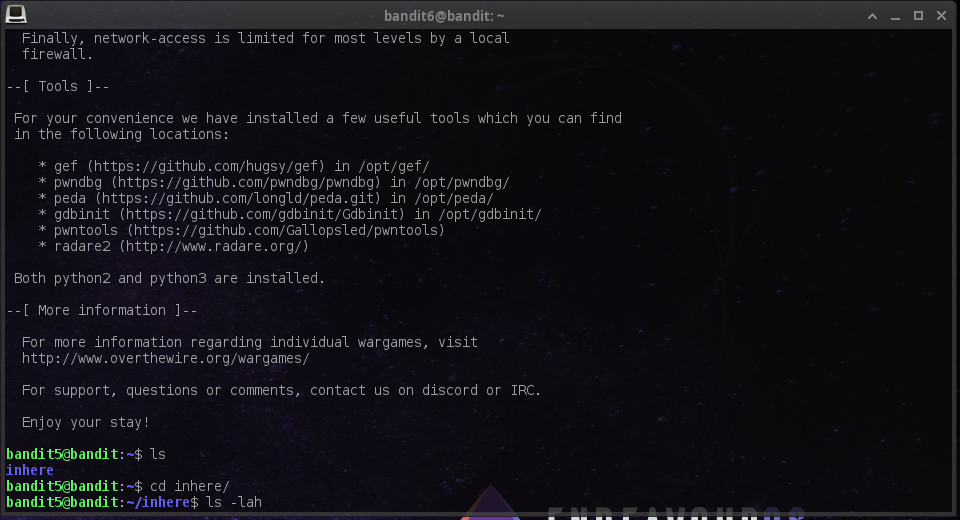 bandit6@bandit: ~
Finally, network-access is limited for most levels by a local
firewall.
--[ Tools ]--
For your convenience we have installed a few useful tools which you can find
in the following locations:
* gef (https://github.com/hugsy/gef) in /opt/gef/
* pwndbg (https://github.com/pwndbg/pwndbg) in /opt/pwndbg/
* peda (https://github.com/longld/peda.git) in /opt/peda/
* gdbinit (https://github.com/gdbinit/Gdbinit) in /opt/gdbinit/
* pwntools (https://github.com/Gallopsled/pwntools)
* radare2 (http://www.radare.org/)
Both python2 and python3 are installed.
--[ More information ]--
For more information regarding individual wargames, visit
http://www.overthewire.org/wargames/
For support, questions or comments, contact us on discord or IRC.
Enjoy your stay!
bandit5@bandit:~$ ls
inhere
bandit5@bandit:~$ cd inhere/
bandit5@bandit:~/inhere$ ls -lah